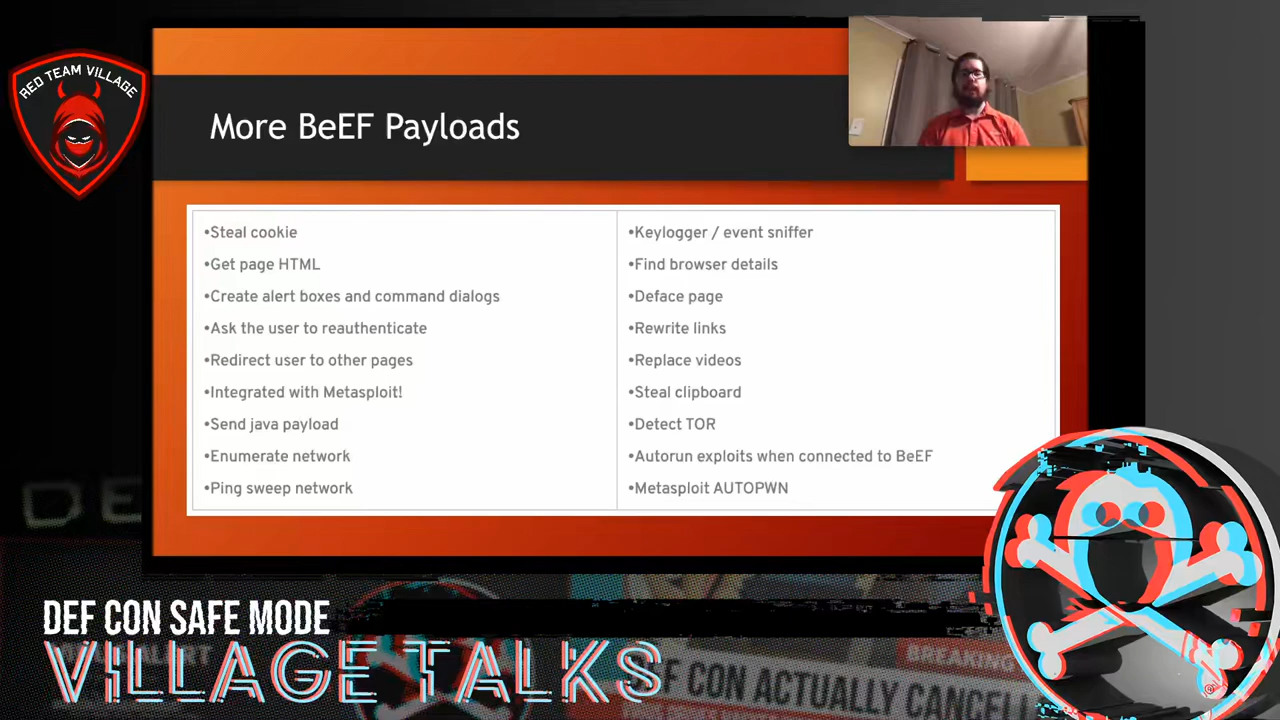 RED TEAM VILLAGE
More BeEF Payloads
•Steal cookie
•Get page HTML
•Create alert boxes and command dialogs
•Ask the user to reauthenticate
•Redirect user to other pages
•Integrated with Metasploit!
•Send java payload
•Enumerate network
•Ping sweep network
•Keylogger / event sniffer
•Find browser details
•Deface page
•Rewrite links
•Replace videos
•Steal clipboard
•Detect TOR
•Autorun exploits when connected to BeEF
•Metasploit AUTOPWN
DE
DEF CON SAFE MODE
VILLAGE TALKS
BREAKING
DEF CON ACTUALLY CANCELL